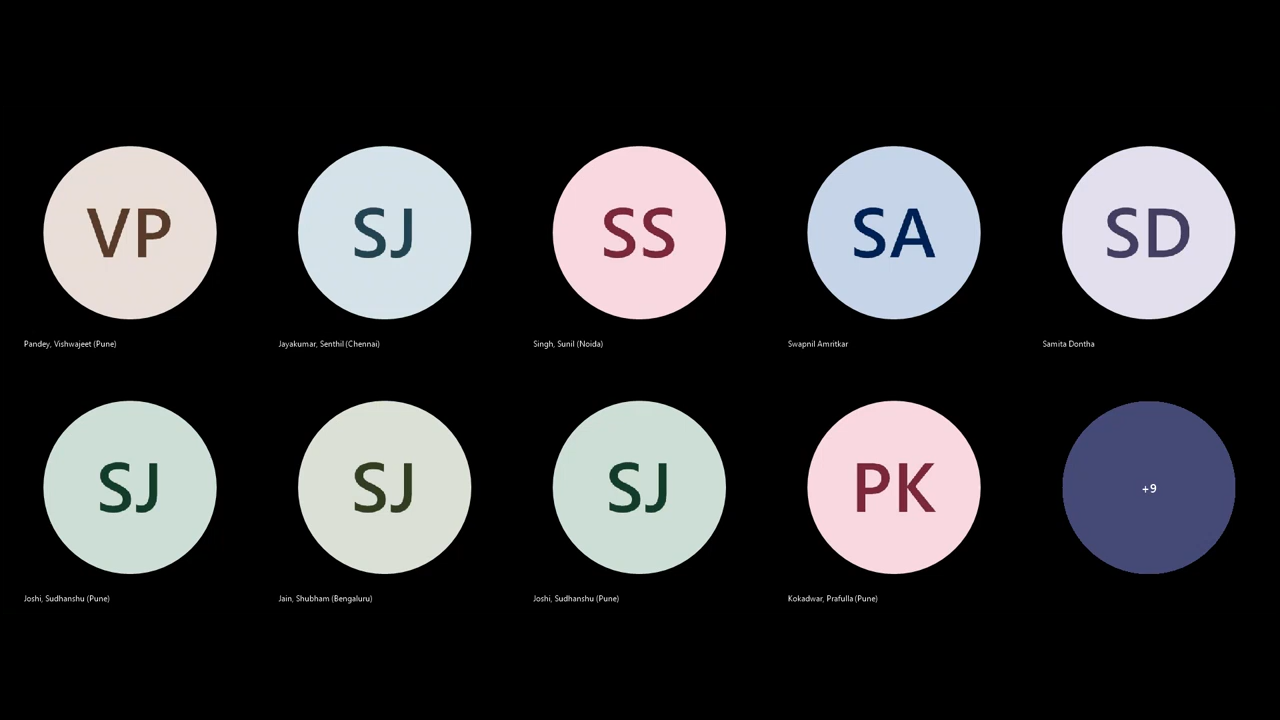 VP
SJ
SS
SA
SD
Pandey, Vishwajeet (Pune)
Jayakumar, Senthil (Chennai)
Singh, Sunil (Noida)
Swapnil Amritkar
Samita Dontha
SJ
SJ
SJ
PK
+9
Joshi, Sudhanshu (Pune)
Jain, Shubham (Bengaluru)
Joshi, Sudhanshu (Pune)
Kokadwar, Prafulla (Pune)